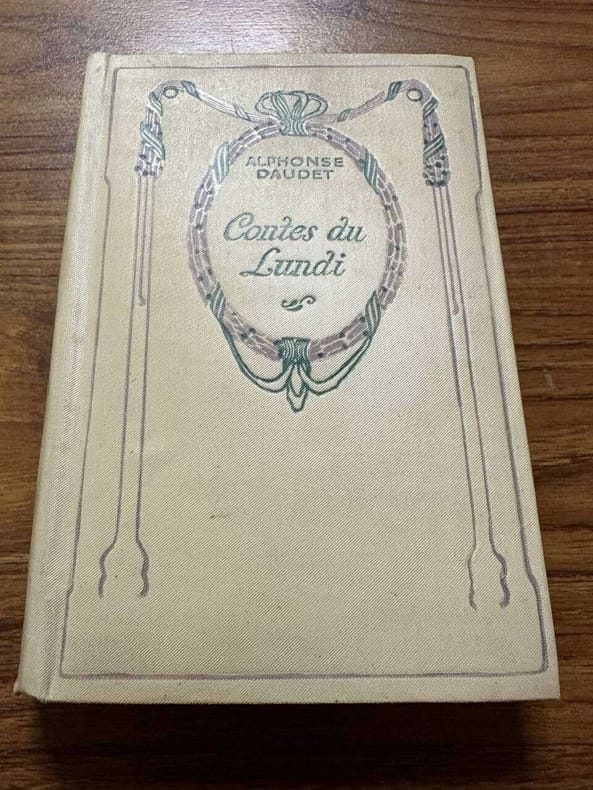 ALPHONSE
DAUDET
Contes du
Lundi